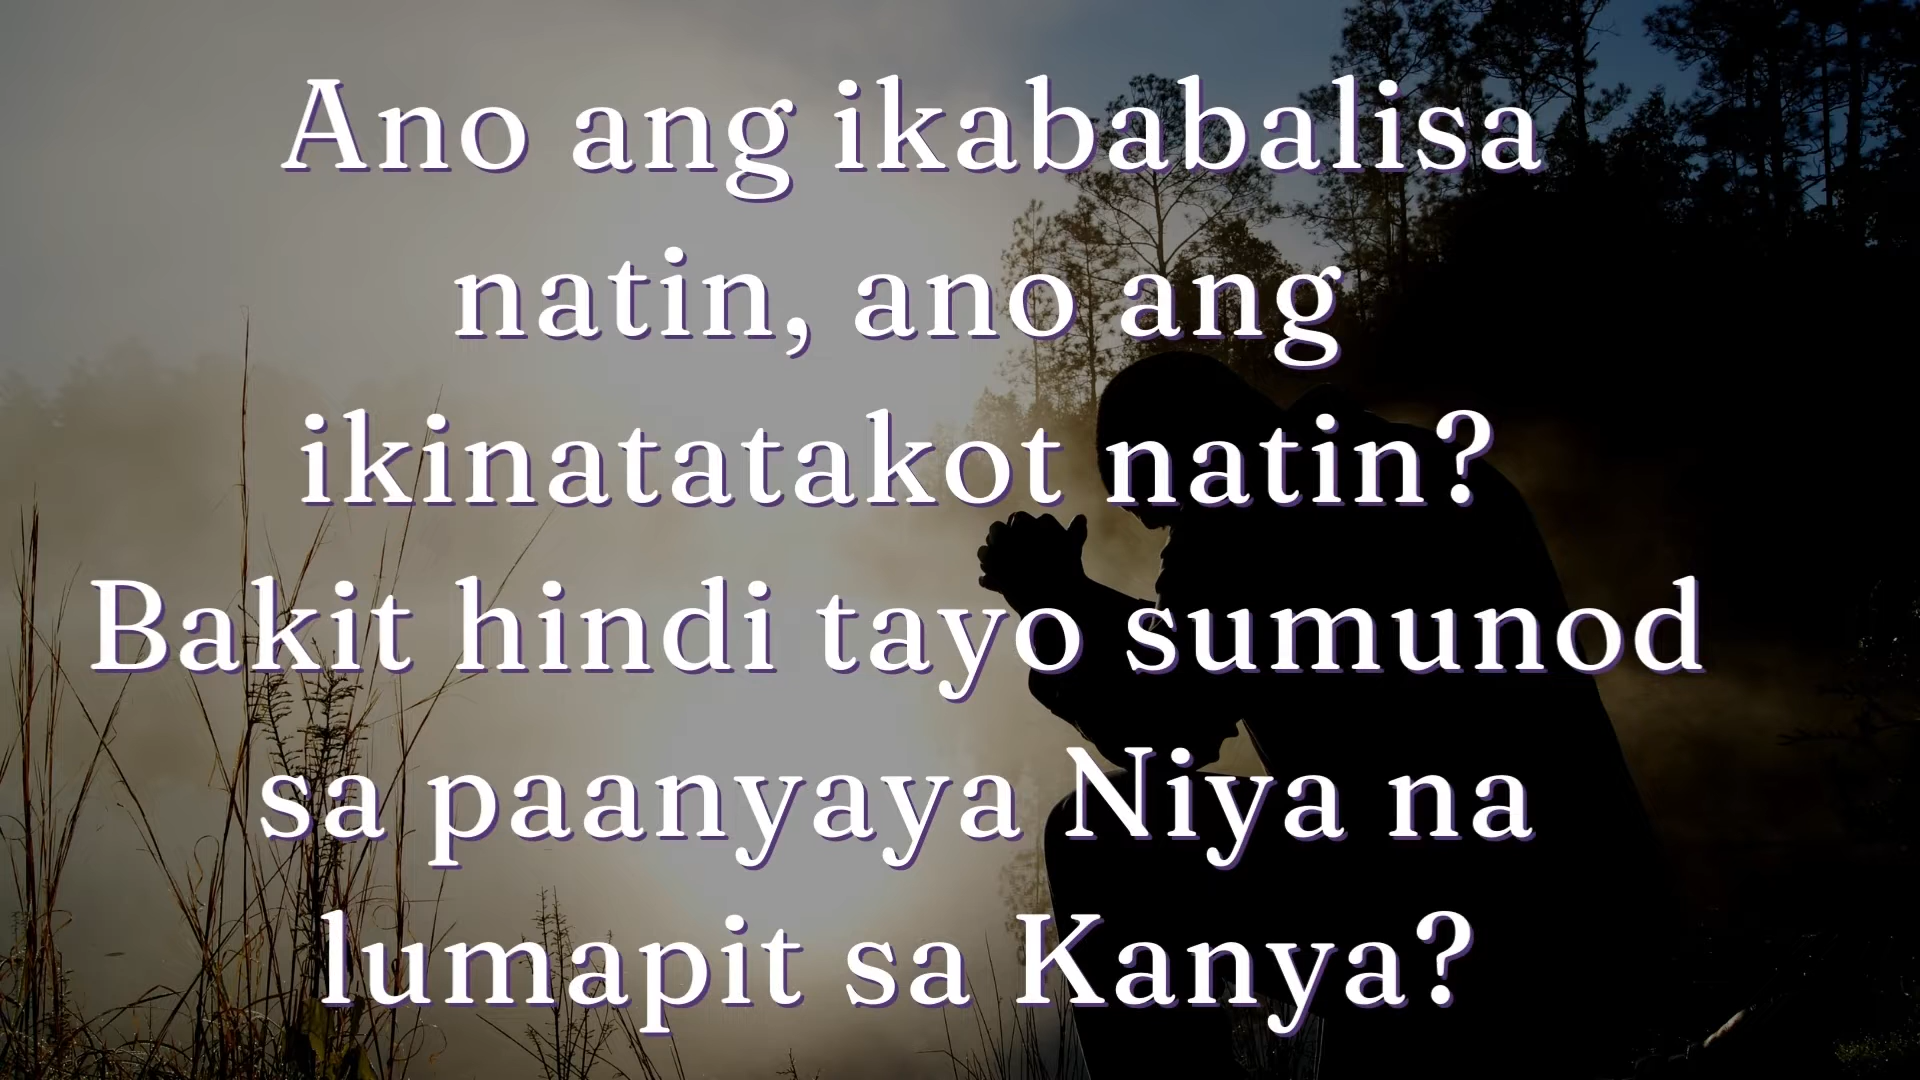 Ano ang ikababalisa
natin, ano ang
ikinatatakot natin?
Bakit hindi tayo sumunod
sa paanyaya Niya na
lumapit sa Kanya?